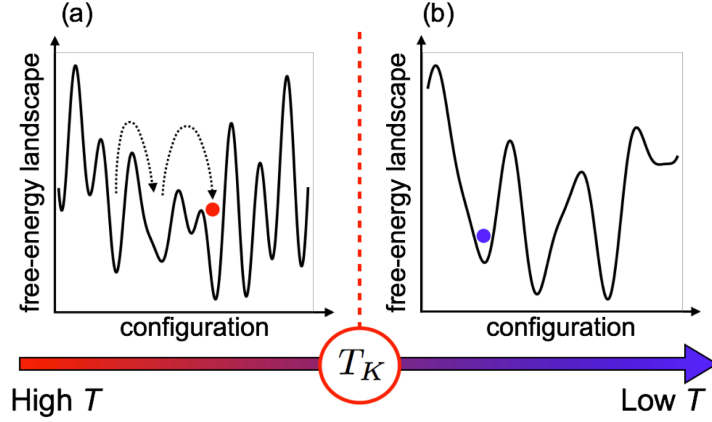 (a)
(b)
free-energy landscape
free-energy landscape
configuration
configuration
T_K
High T
Low T